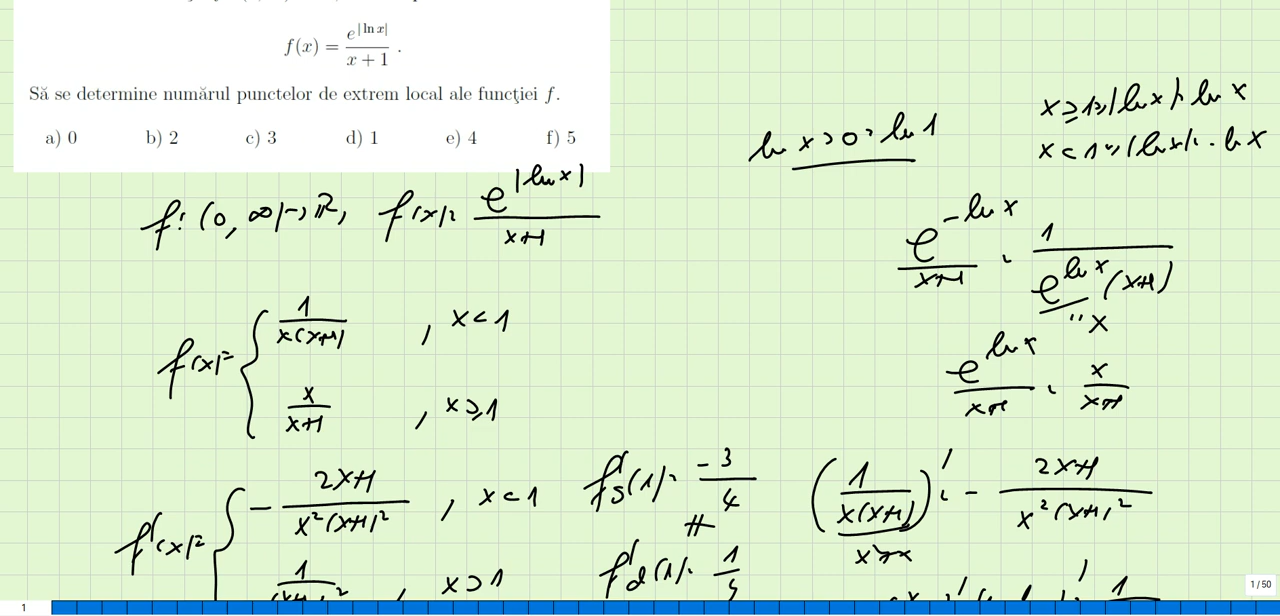 f(x) = e^{|ln x|} / (x + 1) .
Să se determine numărul punctelor de extrem local ale funcției f.
a) 0 b) 2 c) 3 d) 1 e) 4 f) 5
x ≥ 1 ⇒ |ln x| = ln x
ln x > 0 = ln 1
x < 1 ⇒ |ln x| = - ln x
f: (0, ∞) → ℝ, f(x) = e^{|ln x|} / (x+1)
e^{-ln x} / (x+1) = 1 / (e^{ln x} (x+1))
" x
f(x) = { 1 / (x(x+1)) , x < 1
x / (x+1) , x ≥ 1
e^{ln x} / (x+1) = x / (x+1)
f'(x) = { - (2x+1) / (x²(x+1)²) , x < 1
f's(1) = -3/4
(1 / (x(x+1)))' = - (2x+1) / (x²(x+1)²)
≠
x²+x
1 / (x+1)² , x > 1
f'd(1) = 1/4
1
1/50